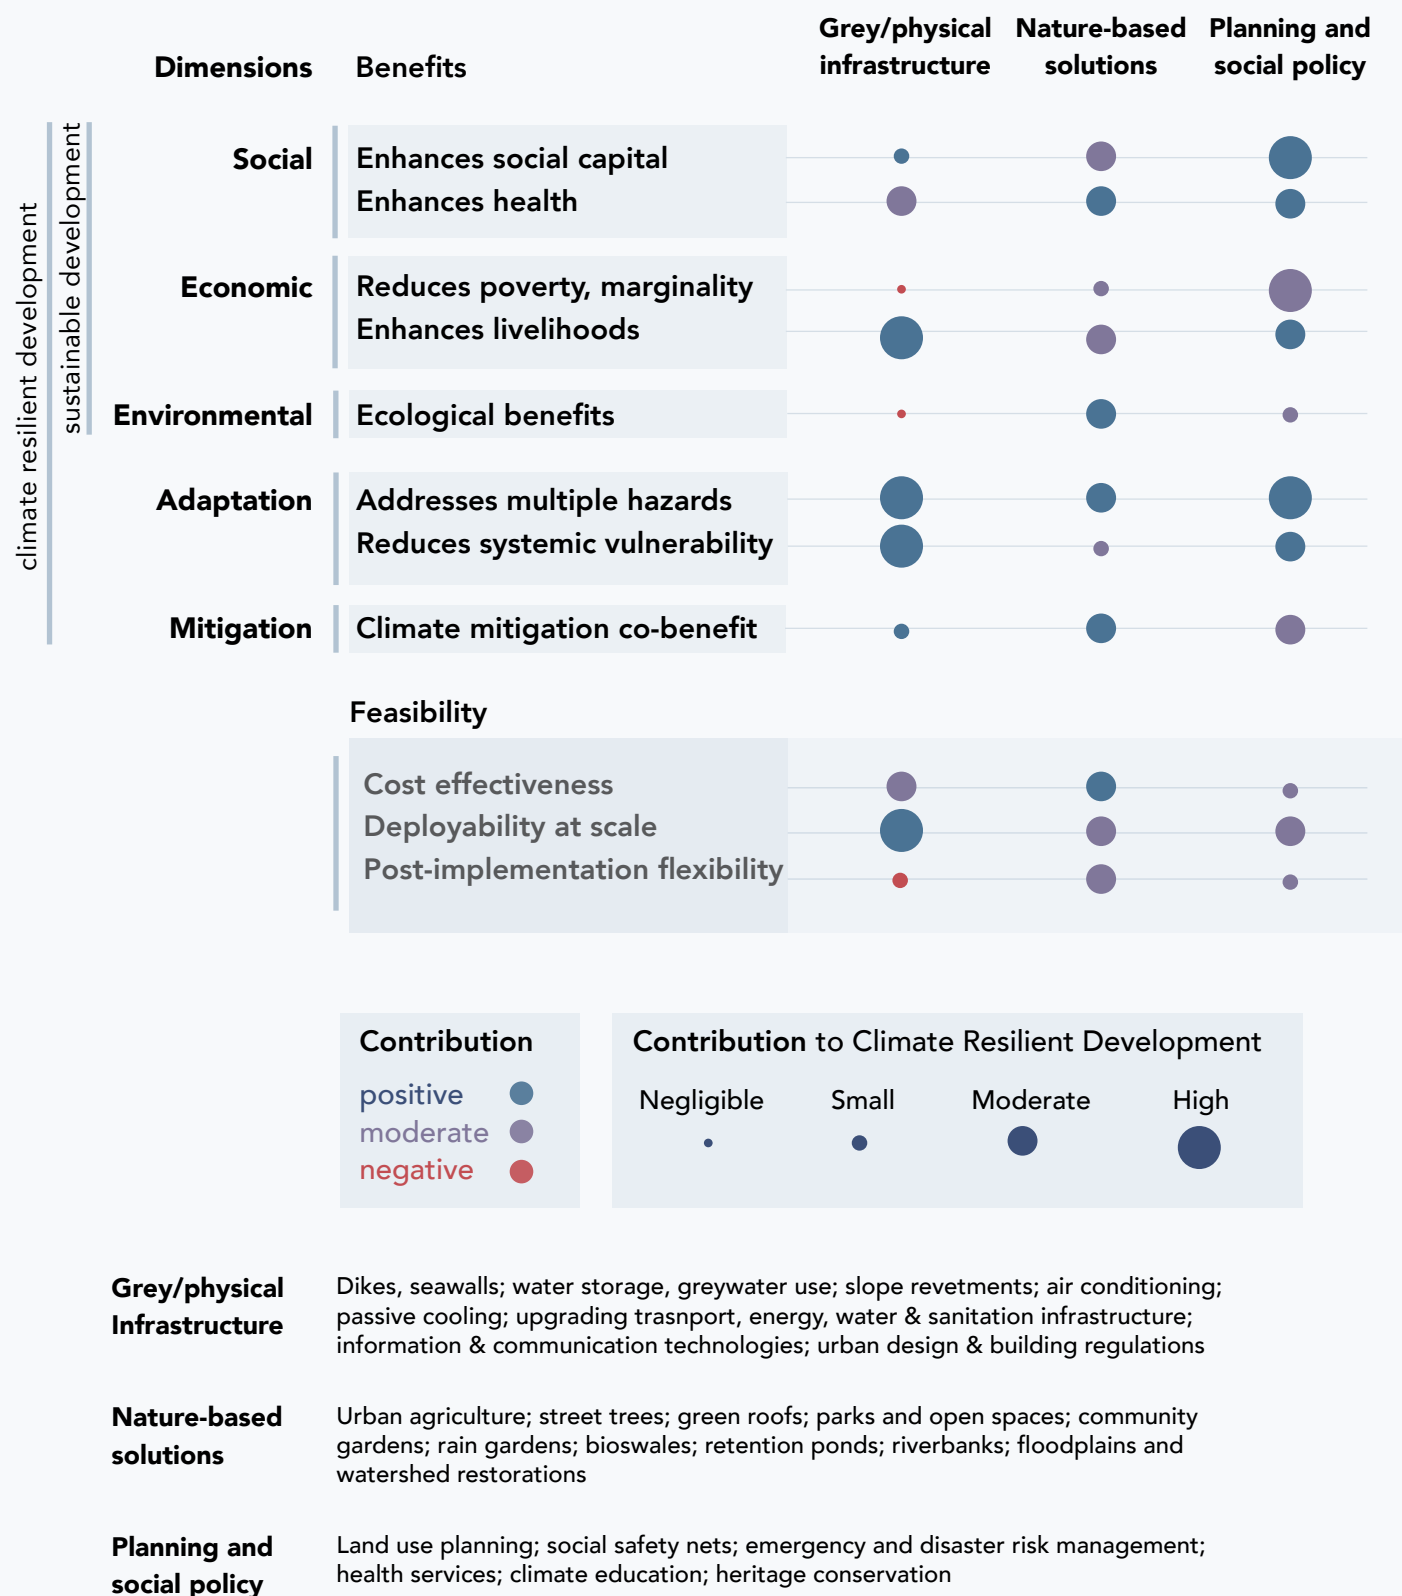 Grey/physical infrastructure
Nature-based solutions
Planning and social policy
Dimensions
Benefits
climate resilient development
sustainable development
Social
Enhances social capital
Enhances health
Economic
Reduces poverty, marginality
Enhances livelihoods
Environmental
Ecological benefits
Adaptation
Addresses multiple hazards
Reduces systemic vulnerability
Mitigation
Climate mitigation co-benefit
Feasibility
Cost effectiveness
Deployability at scale
Post-implementation flexibility
Contribution
positive
moderate
negative
Contribution to Climate Resilient Development
Negligible
Small
Moderate
High
Grey/physical
Infrastructure
Dikes, seawalls; water storage, greywater use; slope revetments; air conditioning;
passive cooling; upgrading trasnport, energy, water & sanitation infrastructure;
information & communication technologies; urban design & building regulations
Nature-based
solutions
Urban agriculture; street trees; green roofs; parks and open spaces; community
gardens; rain gardens; bioswales; retention ponds; riverbanks; floodplains and
watershed restorations
Planning and
social policy
Land use planning; social safety nets; emergency and disaster risk management;
health services; climate education; heritage conservation